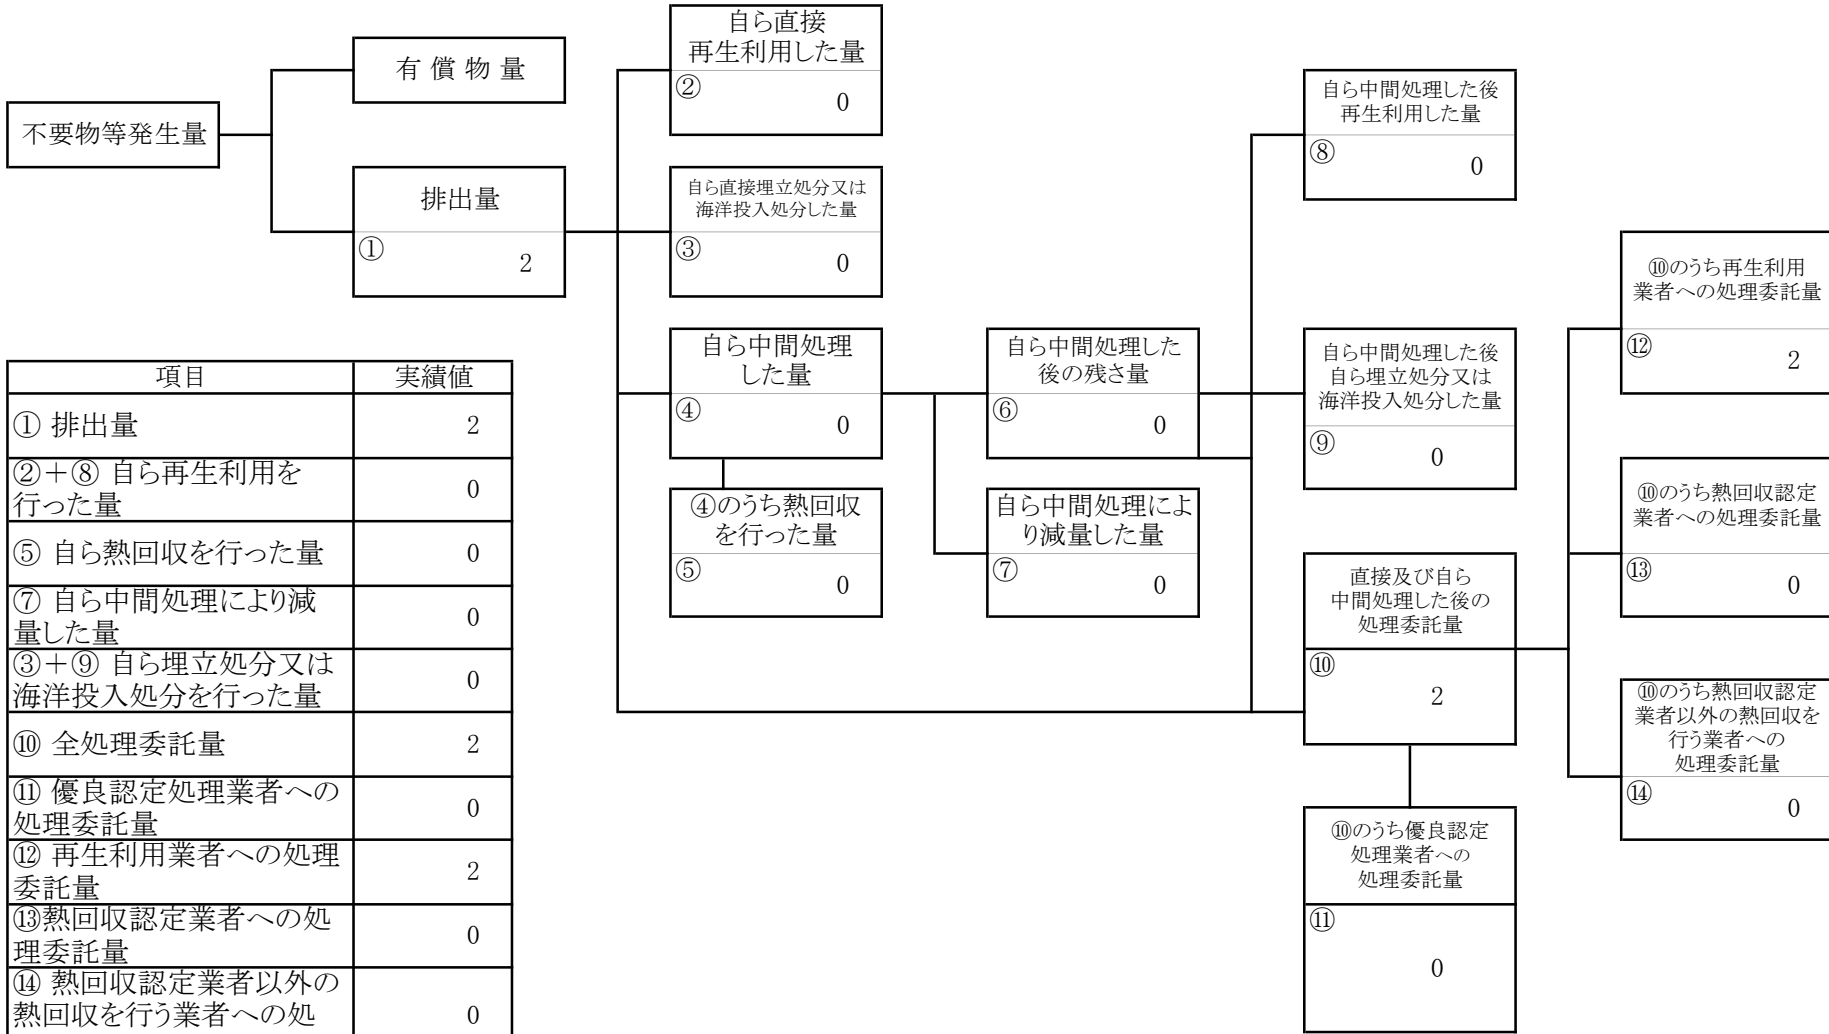 不要物等発生量
有償物量
排出量
①
2
自ら直接
再生利用した量
②
0
自ら直接埋立処分又は
海洋投入処分した量
③
0
自ら中間処理
した量
④
0
④のうち熱回収
を行った量
⑤
0
自ら中間処理した
後の残さ量
⑥
0
自ら中間処理によ
り減量した量
⑦
0
自ら中間処理した後
再生利用した量
⑧
0
自ら中間処理した後
自ら埋立処分又は
海洋投入処分した量
⑨
0
直接及び自ら
中間処理した後の
処理委託量
⑩
2
⑩のうち優良認定
処理業者への
処理委託量
⑪
0
⑩のうち再生利用
業者への処理委託量
⑫
2
⑩のうち熱回収認定
業者への処理委託量
⑬
0
⑩のうち熱回収認定
業者以外の熱回収を
行う業者への
処理委託量
⑭
0
項目 実績値
① 排出量 2
②+⑧ 自ら再生利用を
行った量 0
⑤ 自ら熱回収を行った量 0
⑦ 自ら中間処理により減
量した量 0
③+⑨ 自ら埋立処分又は
海洋投入処分を行った量 0
⑩ 全処理委託量 2
⑪ 優良認定処理業者への
処理委託量 0
⑫ 再生利用業者への処理
委託量 2
⑬熱回収認定業者への処
理委託量 0
⑭ 熱回収認定業者以外の
熱回収を行う業者への処 0